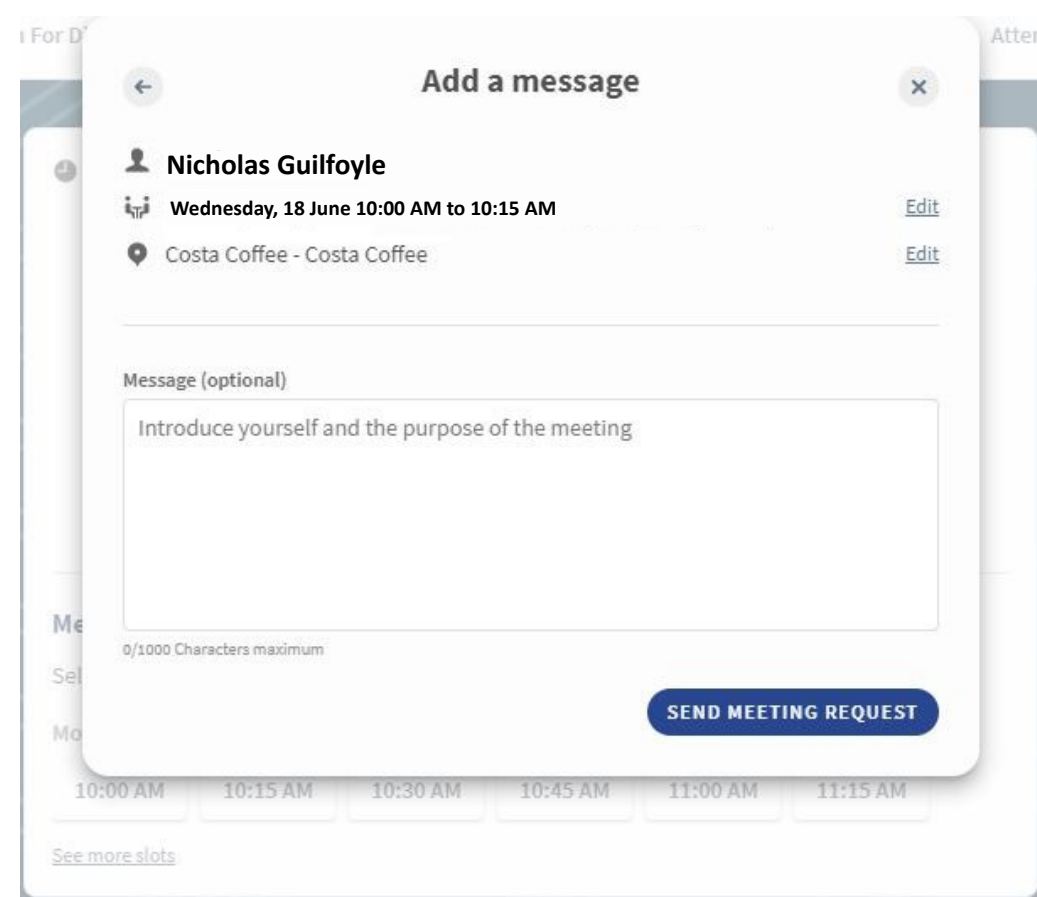 For D
Atten
Add a message
Nicholas Guilfoyle
Wednesday, 18 June 10:00 AM to 10:15 AM Edit
Costa Coffee - Costa Coffee Edit
Message (optional)
Introduce yourself and the purpose of the meeting
Me
0/1000 Characters maximum
Sel
SEND MEETING REQUEST
Mo
10:00 AM 10:15 AM 10:30 AM 10:45 AM 11:00 AM 11:15 AM
See more slots